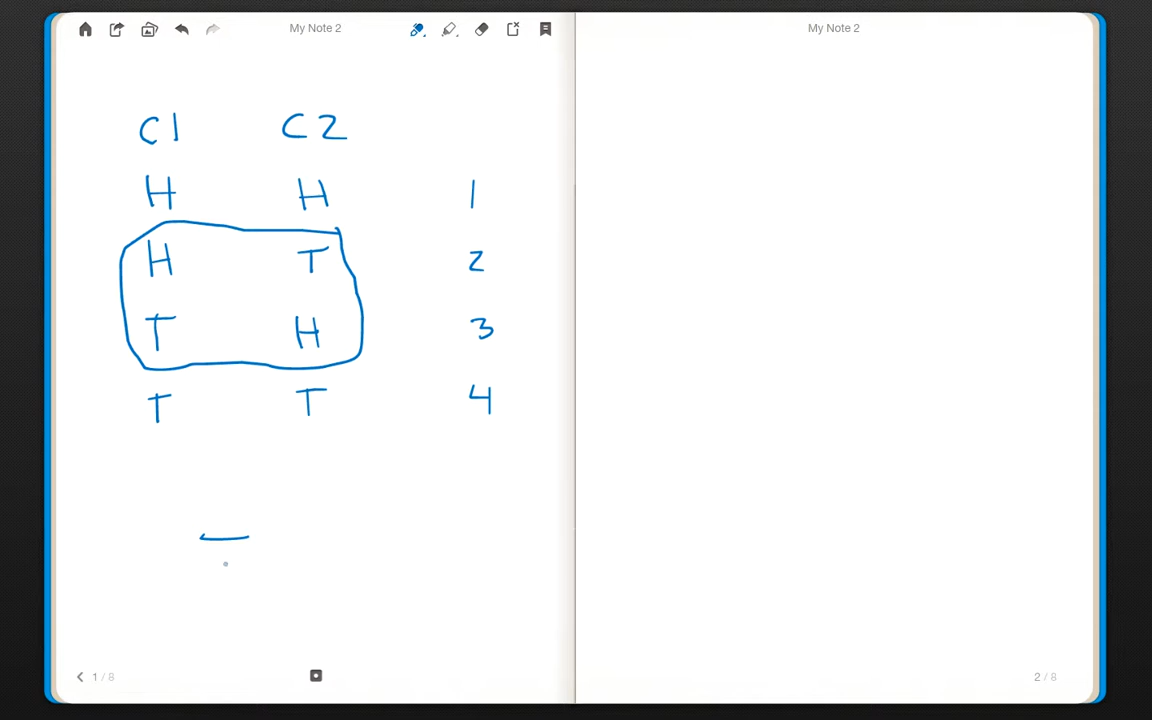 My Note 2
My Note 2
C1 C2
H H 1
H T 2
T H 3
T T 4
1 / 8
2 / 8